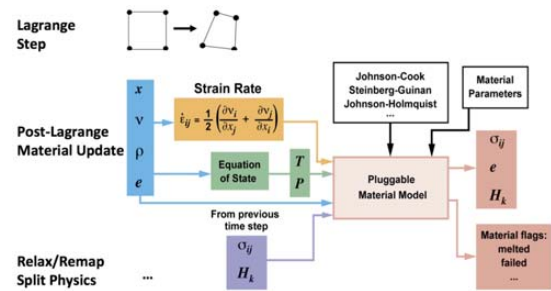 Lagrange
Step
Post-Lagrange
Material Update
Relax/Remap
Split Physics
...
x
ν
ρ
e
Strain Rate
ε̇ij = 1/2 (∂νi/∂xj + ∂νj/∂xi)
Equation
of State
T
P
From previous
time step
σij
Hk
Johnson-Cook
Steinberg-Guinan
Johnson-Holmquist
...
Material
Parameters
Pluggable
Material Model
σij
e
Hk
Material flags:
melted
failed
...